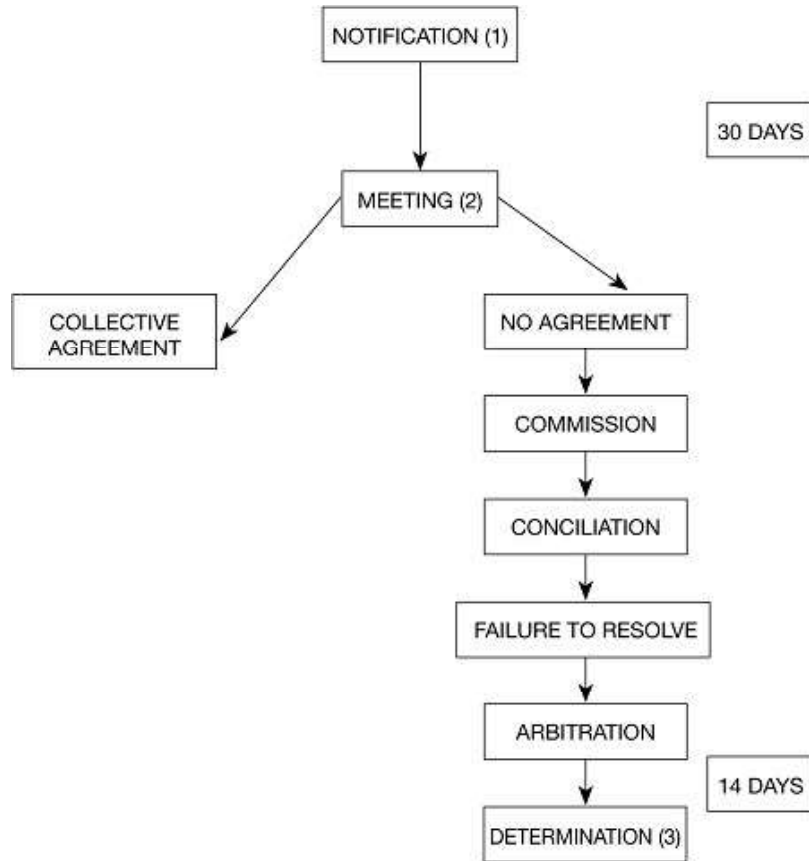 NOTIFICATION (1)
30 DAYS
MEETING (2)
COLLECTIVE
AGREEMENT
NO AGREEMENT
COMMISSION
CONCILIATION
FAILURE TO RESOLVE
ARBITRATION
14 DAYS
DETERMINATION (3)